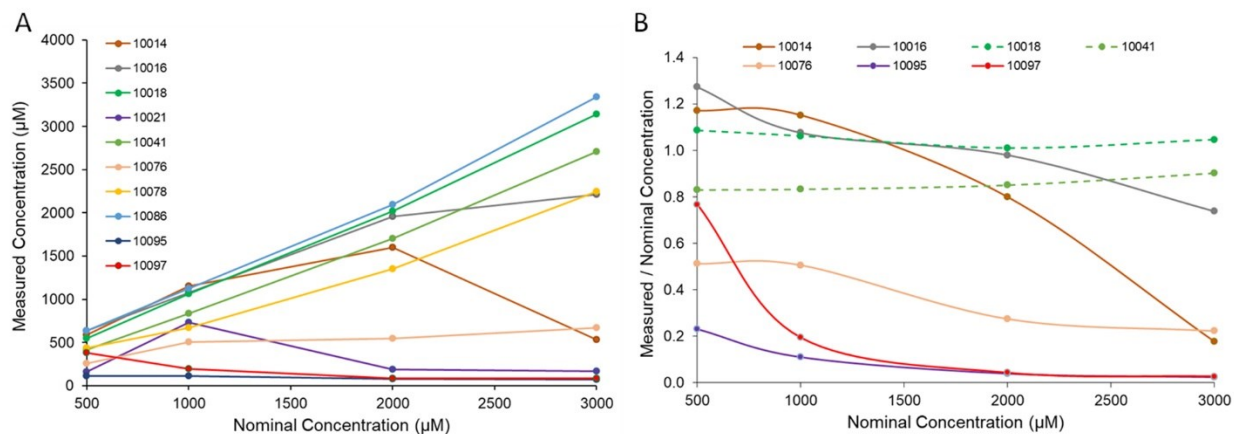 A
Measured Concentration (µM)
4000
3500
3000
2500
2000
1500
1000
500
0
10014
10016
10018
10021
10041
10076
10078
10086
10095
10097
500 1000 1500 2000 2500 3000
Nominal Concentration (µM)
B
10014 10016 10018 10041
10076 10095 10097
Measured / Nominal Concentration
1.4
1.2
1.0
0.8
0.6
0.4
0.2
0.0
500 1000 1500 2000 2500 3000
Nominal Concentration (µM)